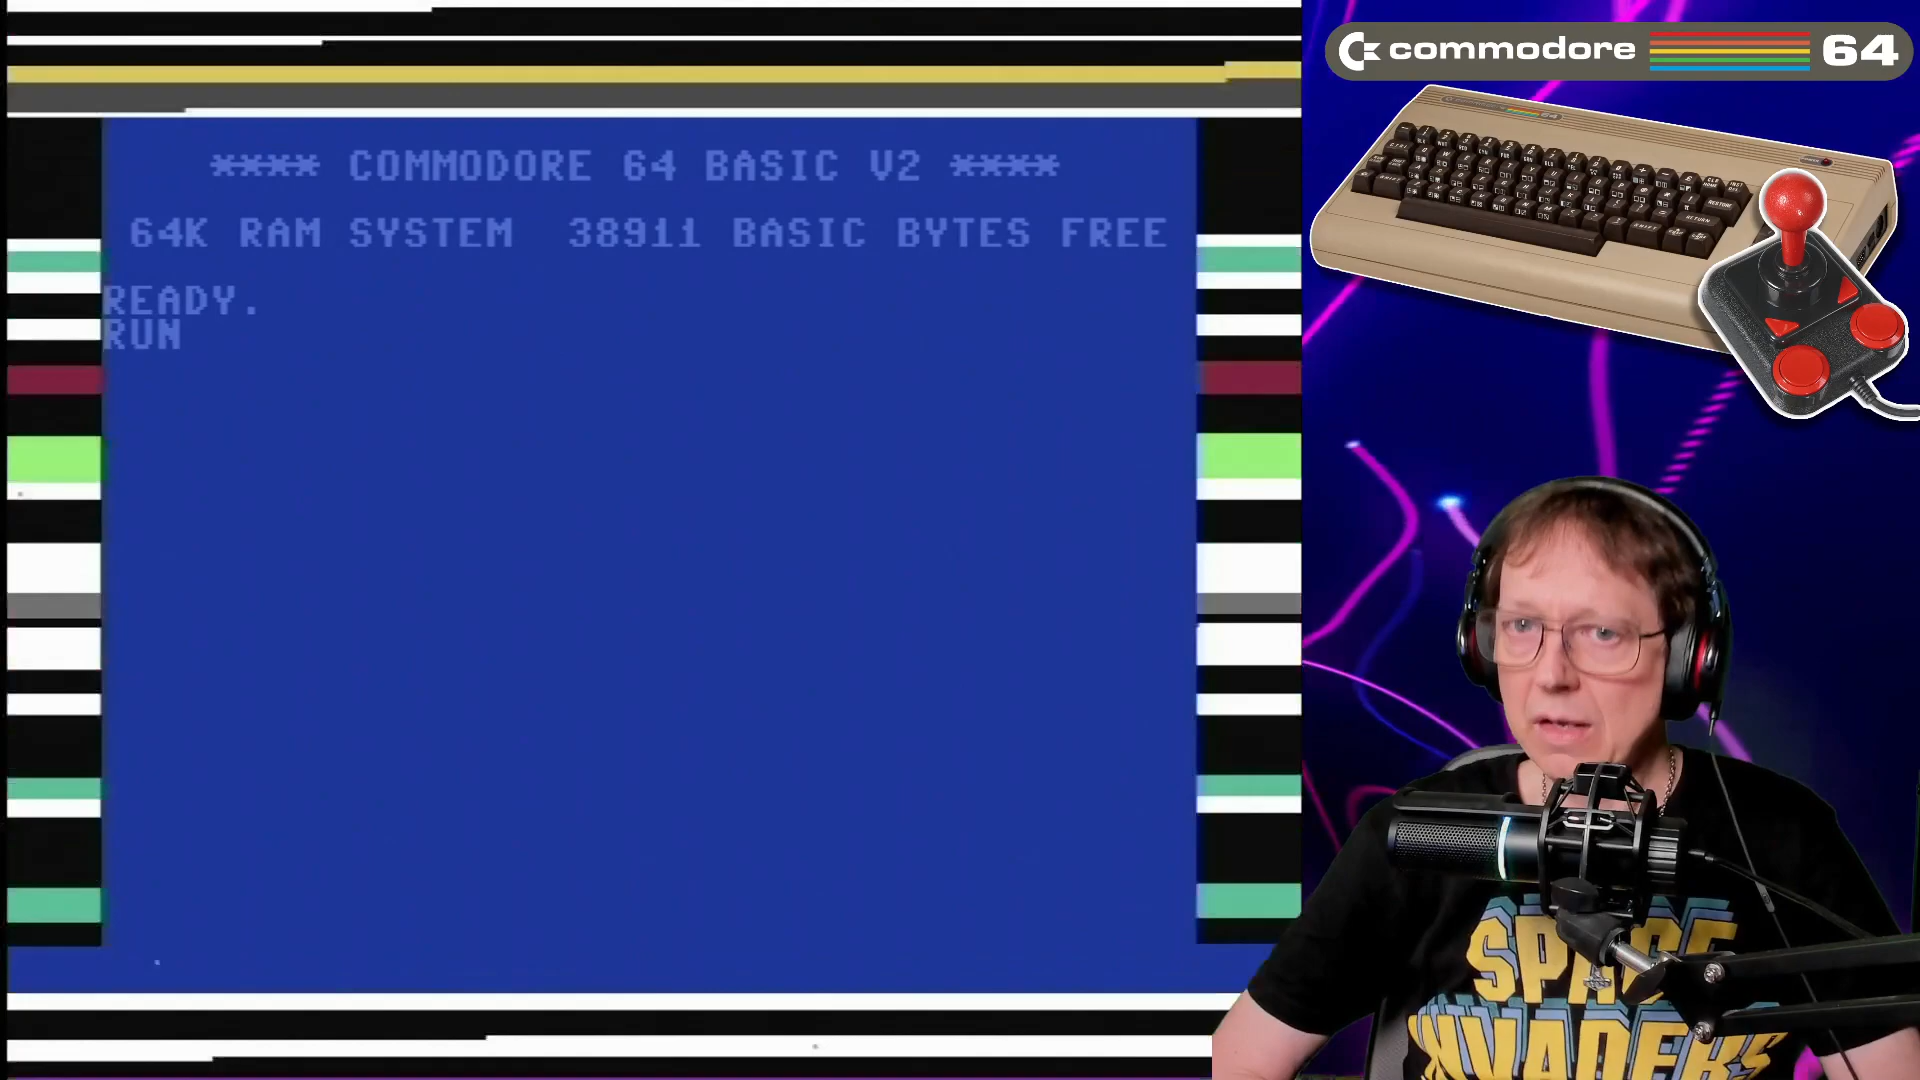 **** COMMODORE 64 BASIC V2 ****
64K RAM SYSTEM  38911 BASIC BYTES FREE
READY.
RUN
commodore 64
SPACE
INVADERS